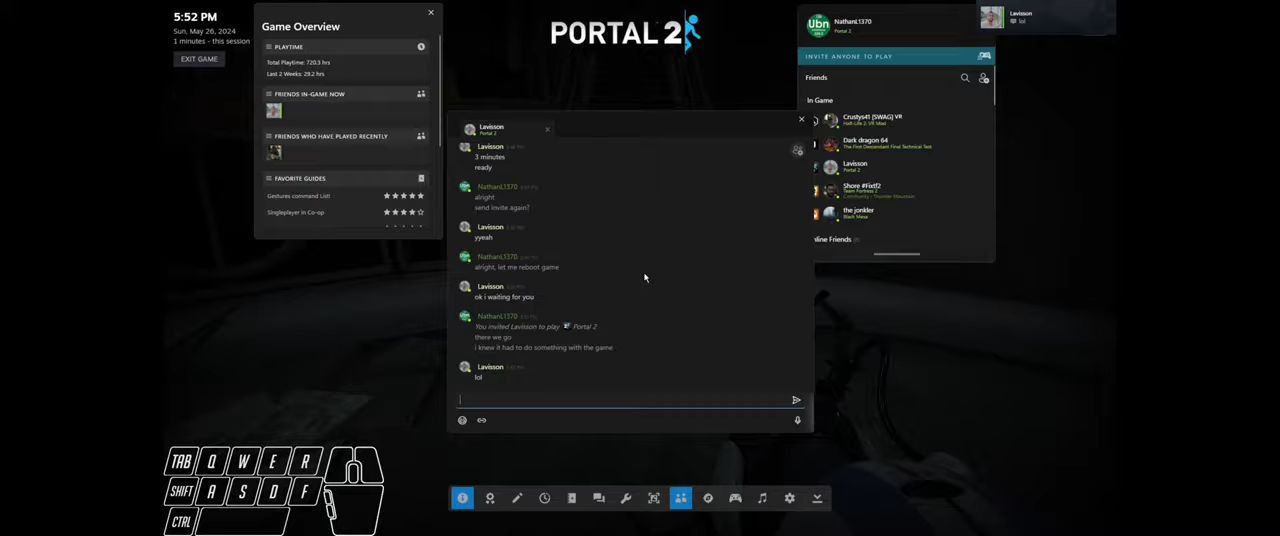 5:52 PM
Sun, May 26, 2024
1 minutes - this session
EXIT GAME
Game Overview
PLAYTIME
Total Playtime: 720.3 hrs
Last 2 Weeks: 29.2 hrs
FRIENDS IN-GAME NOW
FRIENDS WHO HAVE PLAYED RECENTLY
FAVORITE GUIDES
Gestures command List!
Singleplayer in Co-op
PORTAL 2
Lavisson
Portal 2
Lavisson
3 minutes
ready
NathanL1370
alright
send invite again?
Lavisson
yyeah
NathanL1370
alright, let me reboot game
Lavisson
ok i waiting for you
NathanL1370
You invited Lavisson to play Portal 2
there we go
i knew it had to do something with the game
Lavisson
lol
Ubn
NathanL1370
Portal 2
Lavisson
lol
INVITE ANYONE TO PLAY
Friends
In Game
Crustys41 [SWAG] VR
Half-Life 2: VR Mod
Dark dragon 64
The First Descendant Final Technical Test
Lavisson
Portal 2
Shore #Fixtf2
Team Fortress 2
Community - Thunder Mountain
the jonkler
Black Mesa
nline Friends
TAB Q W E R
SHIFT A S D F
CTRL